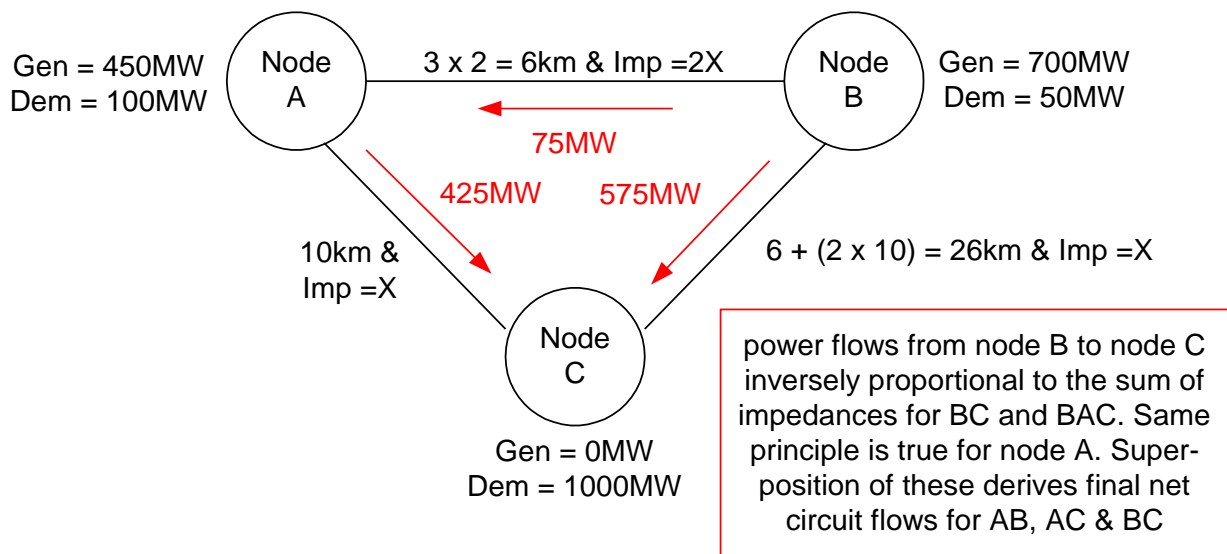 Node
A
Gen = 450MW
Dem = 100MW
3 x 2 = 6km & Imp =2X
Node
B
Gen = 700MW
Dem = 50MW
75MW
425MW
575MW
10km &
Imp =X
6 + (2 x 10) = 26km & Imp =X
Node
C
Gen = 0MW
Dem = 1000MW
power flows from node B to node C
inversely proportional to the sum of
impedances for BC and BAC. Same
principle is true for node A. Super-
position of these derives final net
circuit flows for AB, AC & BC